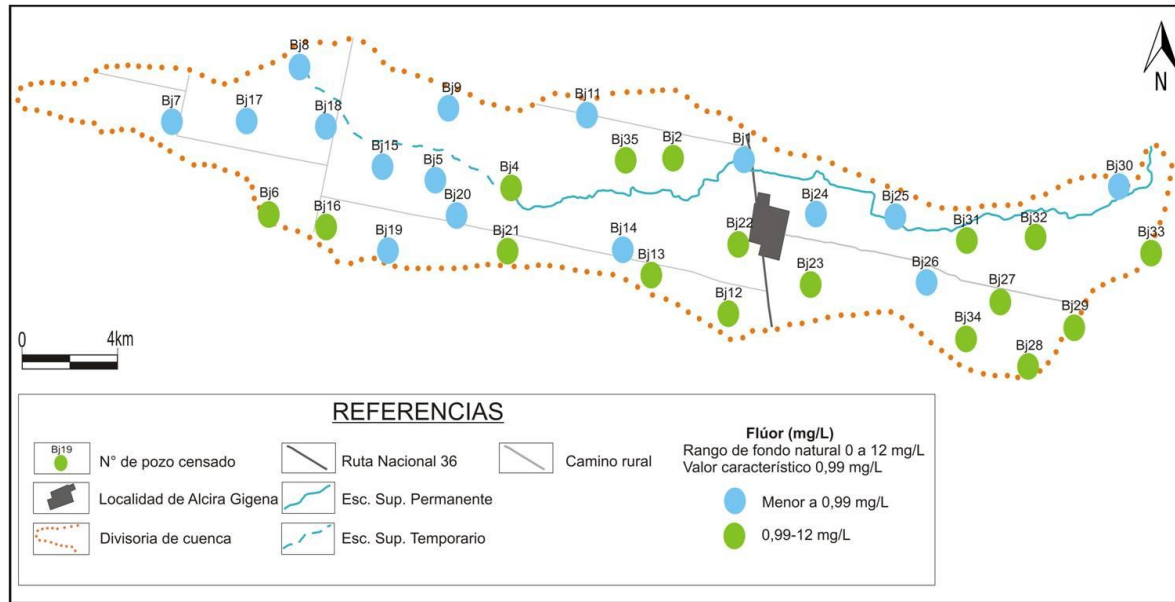 N
Bj8
Bj9
Bj11
Bj7
Bj17
Bj18
Bj35
Bj2
Bj1
Bj15
Bj5
Bj4
Bj30
Bj6
Bj16
Bj20
Bj24
Bj25
Bj31
Bj32
Bj33
Bj19
Bj21
Bj14
Bj22
Bj13
Bj23
Bj26
Bj27
Bj12
Bj34
Bj29
Bj28
0 4km
REFERENCIAS
Bj19
N° de pozo censado
Ruta Nacional 36
Camino rural
Localidad de Alcira Gigena
Esc. Sup. Permanente
Divisoria de cuenca
Esc. Sup. Temporario
Flúor (mg/L)
Rango de fondo natural 0 a 12 mg/L
Valor característico 0,99 mg/L
Menor a 0,99 mg/L
0,99-12 mg/L